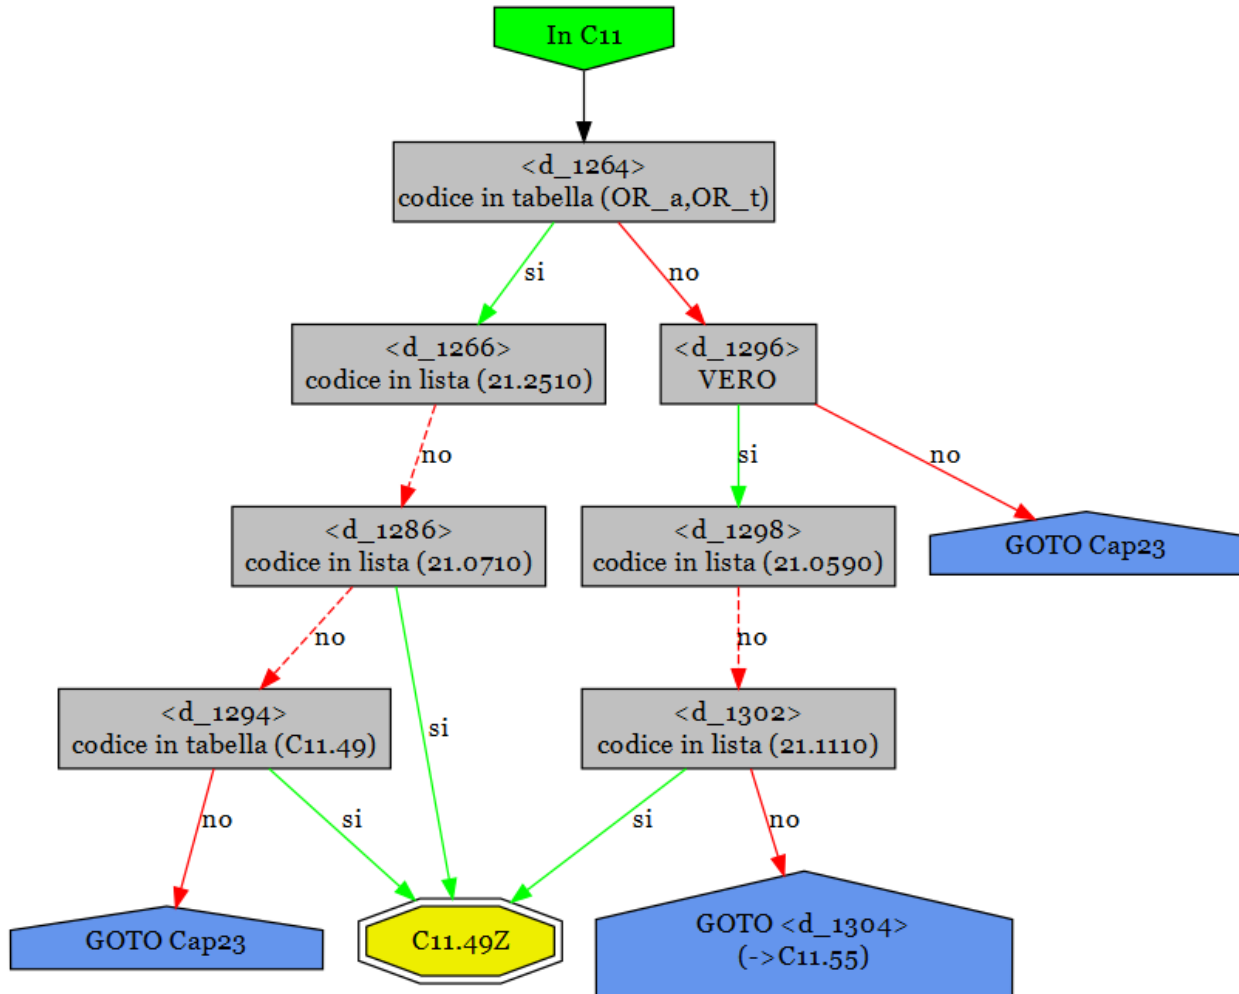 In C11
<d_1264>
codice in tabella (OR_a,OR_t)
si
no
<d_1266>
codice in lista (21.2510)
<d_1296>
VERO
no
si
no
<d_1286>
codice in lista (21.0710)
<d_1298>
codice in lista (21.0590)
GOTO Cap23
no
no
<d_1294>
codice in tabella (C11.49)
si
<d_1302>
codice in lista (21.1110)
no
si
si
no
GOTO Cap23
C11.49Z
GOTO <d_1304>
(->C11.55)